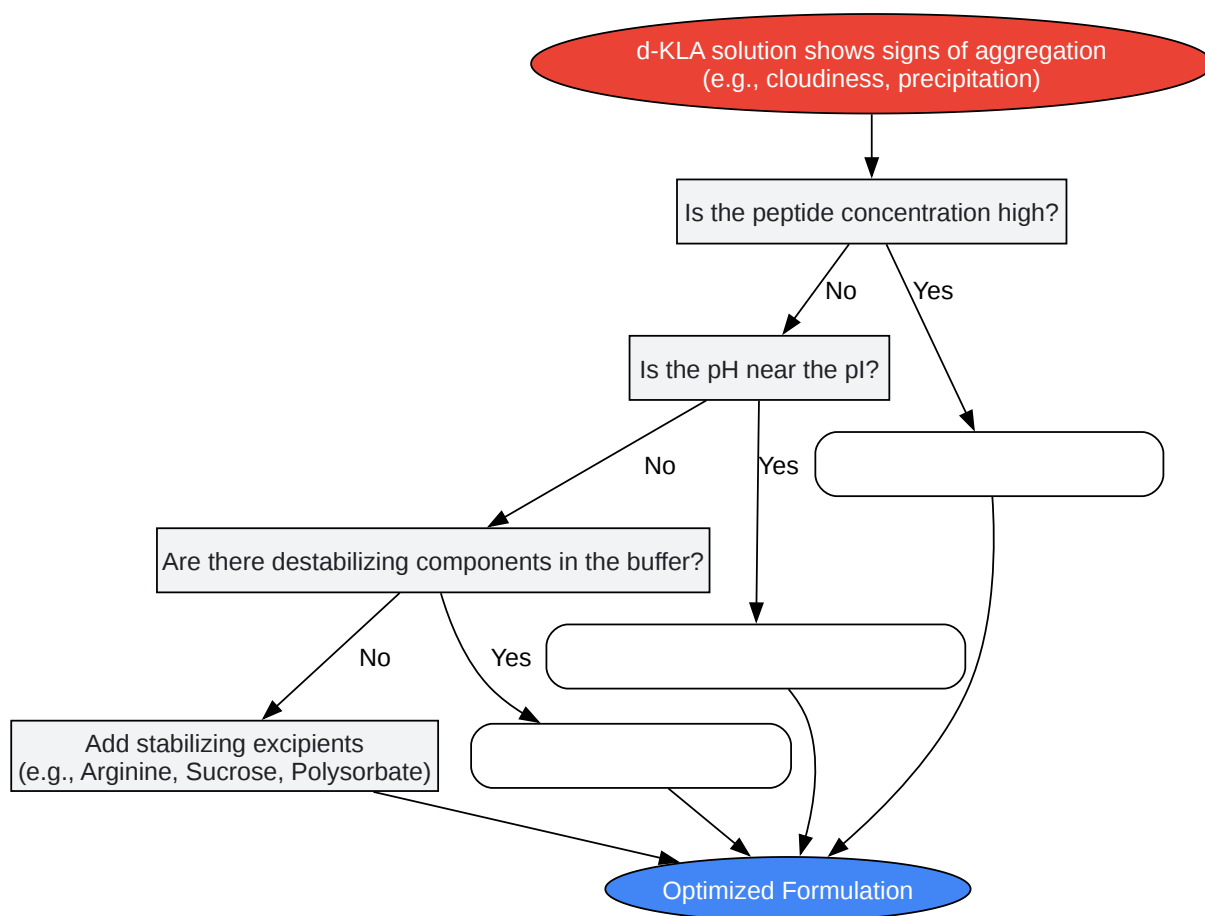 d-KLA solution shows signs of aggregation
(e.g., cloudiness, precipitation)
Is the peptide concentration high?
No
Yes
Is the pH near the pI?
No
Yes
Are there destabilizing components in the buffer?
No
Yes
Add stabilizing excipients
(e.g., Arginine, Sucrose, Polysorbate)
Optimized Formulation